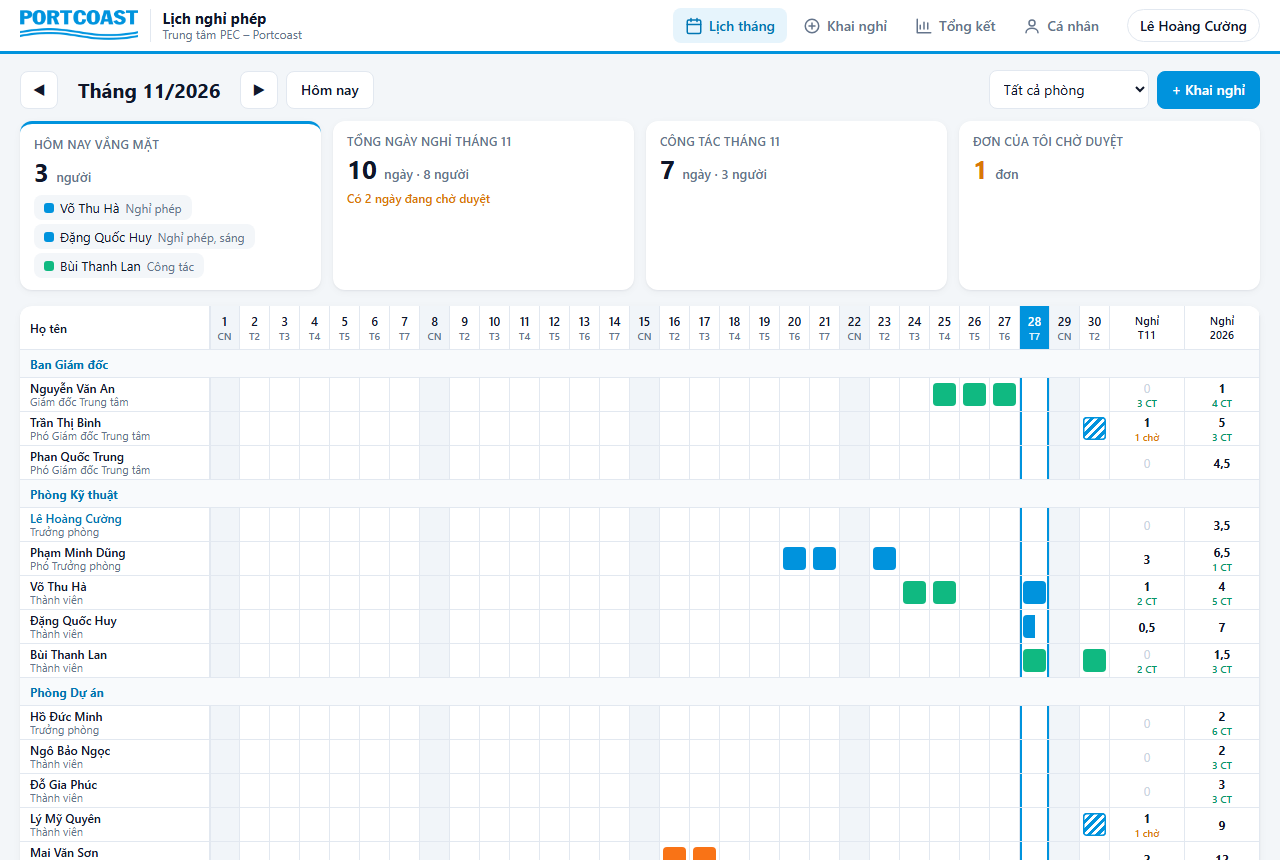 PORTCOAST
Lịch nghỉ phép
Trung tâm PEC – Portcoast
Lịch tháng
Khai nghỉ
Tổng kết
Cá nhân
Lê Hoàng Cường
◀
Tháng 11/2026
▶
Hôm nay
Tất cả phòng
+ Khai nghỉ
HÔM NAY VẮNG MẶT
3 người
Võ Thu Hà Nghỉ phép
Đặng Quốc Huy Nghỉ phép, sáng
Bùi Thanh Lan Công tác
TỔNG NGÀY NGHỈ THÁNG 11
10 ngày · 8 người
Có 2 ngày đang chờ duyệt
CÔNG TÁC THÁNG 11
7 ngày · 3 người
ĐƠN CỦA TÔI CHỜ DUYỆT
1 đơn
Họ tên
1 2 3 4 5 6 7 8 9 10 11 12 13 14 15 16 17 18 19 20 21 22 23 24 25 26 27 28 29 30
CN T2 T3 T4 T5 T6 T7 CN T2 T3 T4 T5 T6 T7 CN T2 T3 T4 T5 T6 T7 CN T2 T3 T4 T5 T6 T7 CN T2
Nghỉ
T11
Nghỉ
2026
Ban Giám đốc
Nguyễn Văn An
Giám đốc Trung tâm
0
3 CT
1
4 CT
Trần Thị Bình
Phó Giám đốc Trung tâm
1
1 chờ
5
3 CT
Phan Quốc Trung
Phó Giám đốc Trung tâm
0
4,5
Phòng Kỹ thuật
Lê Hoàng Cường
Trưởng phòng
0
3,5
Phạm Minh Dũng
Phó Trưởng phòng
3
6,5
1 CT
Võ Thu Hà
Thành viên
1
2 CT
4
5 CT
Đặng Quốc Huy
Thành viên
0,5
7
Bùi Thanh Lan
Thành viên
0
2 CT
1,5
3 CT
Phòng Dự án
Hồ Đức Minh
Trưởng phòng
0
2
6 CT
Ngô Bảo Ngọc
Thành viên
0
2
3 CT
Đỗ Gia Phúc
Thành viên
0
3
3 CT
Lý Mỹ Quyên
Thành viên
1
1 chờ
9
Mai Văn Sơn
2
12